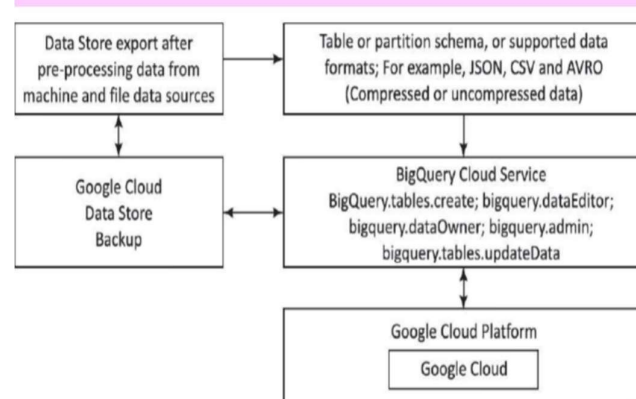 Data Store export after
pre-processing data from
machine and file data sources
Table or partition schema, or supported data
formats; For example, JSON, CSV and AVRO
(Compressed or uncompressed data)
Google Cloud
Data Store
Backup
BigQuery Cloud Service
BigQuery.tables.create; bigquery.dataEditor;
bigquery.dataOwner; bigquery.admin;
bigquery.tables.updateData
Google Cloud Platform
Google Cloud